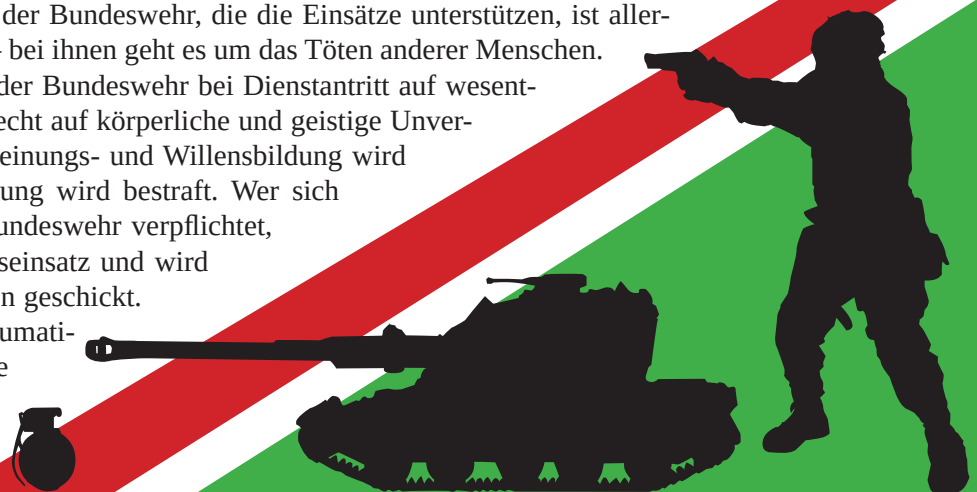 der Bundeswehr, die die Einsätze unterstützen, ist aller-
bei ihnen geht es um das Töten anderer Menschen.
der Bundeswehr bei Dienstantritt auf wesent-
echt auf körperliche und geistige Unver-
einungs- und Willensbildung wird
ung wird bestraft. Wer sich
undeswehr verpflichtet,
seinsatz und wird
n geschickt.
umati-
e